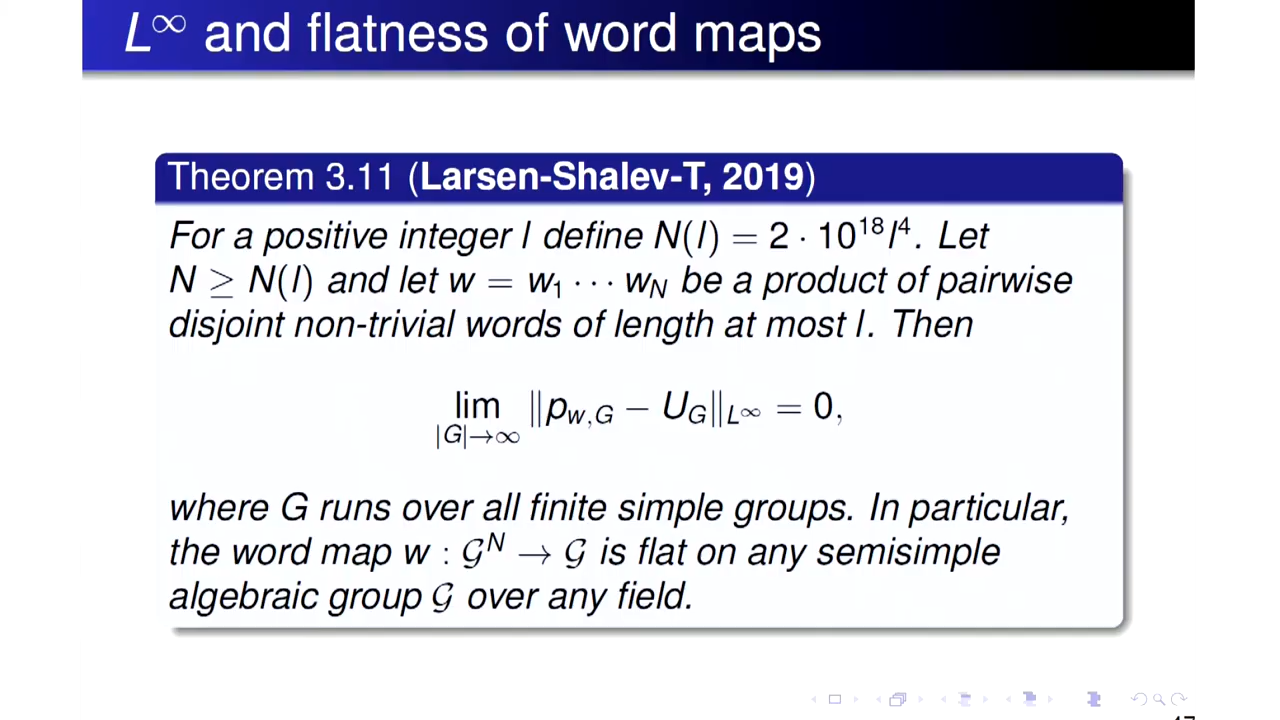 L∞ and flatness of word maps
Theorem 3.11 (Larsen-Shalev-T, 2019)
For a positive integer l define N(l) = 2 · 10¹⁸l⁴. Let
N ≥ N(l) and let w = w₁ ··· w_N be a product of pairwise
disjoint non-trivial words of length at most l. Then
lim ‖p_{w,G} − U_G‖_{L∞} = 0,
|G|→∞
where G runs over all finite simple groups. In particular,
the word map w : 𝒢ᴺ → 𝒢 is flat on any semisimple
algebraic group 𝒢 over any field.